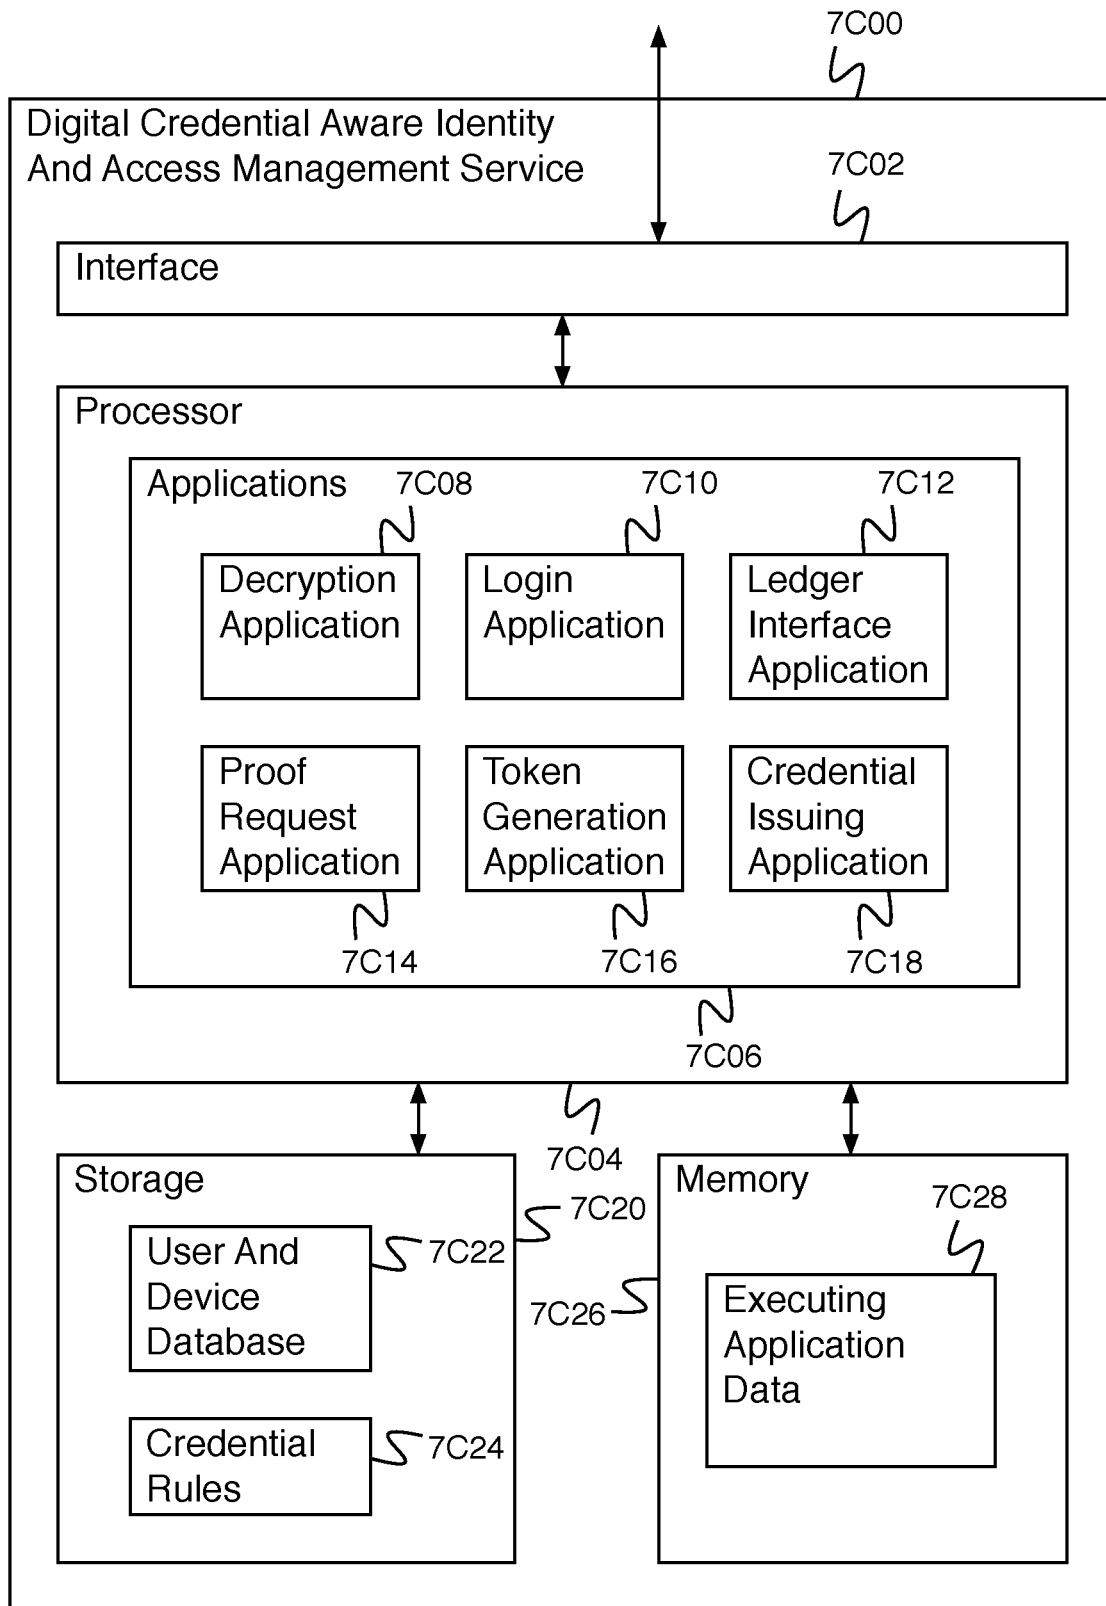 7C00
Digital Credential Aware Identity
And Access Management Service
7C02
Interface
Processor
Applications
7C08
7C10
7C12
Decryption
Application
Login
Application
Ledger
Interface
Application
Proof
Request
Application
Token
Generation
Application
Credential
Issuing
Application
7C14
7C16
7C18
7C06
7C04
Storage
7C20
User And
Device
Database
7C22
Credential
Rules
7C24
Memory
7C26
7C28
Executing
Application
Data